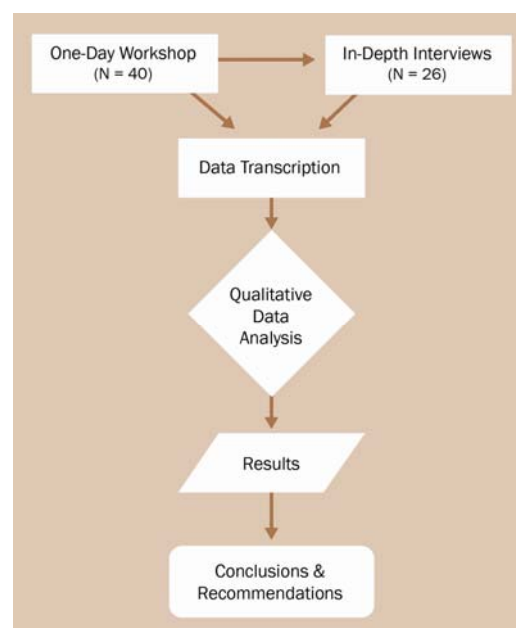 One-Day Workshop
(N = 40)
In-Depth Interviews
(N = 26)
Data Transcription
Qualitative
Data
Analysis
Results
Conclusions &
Recommendations